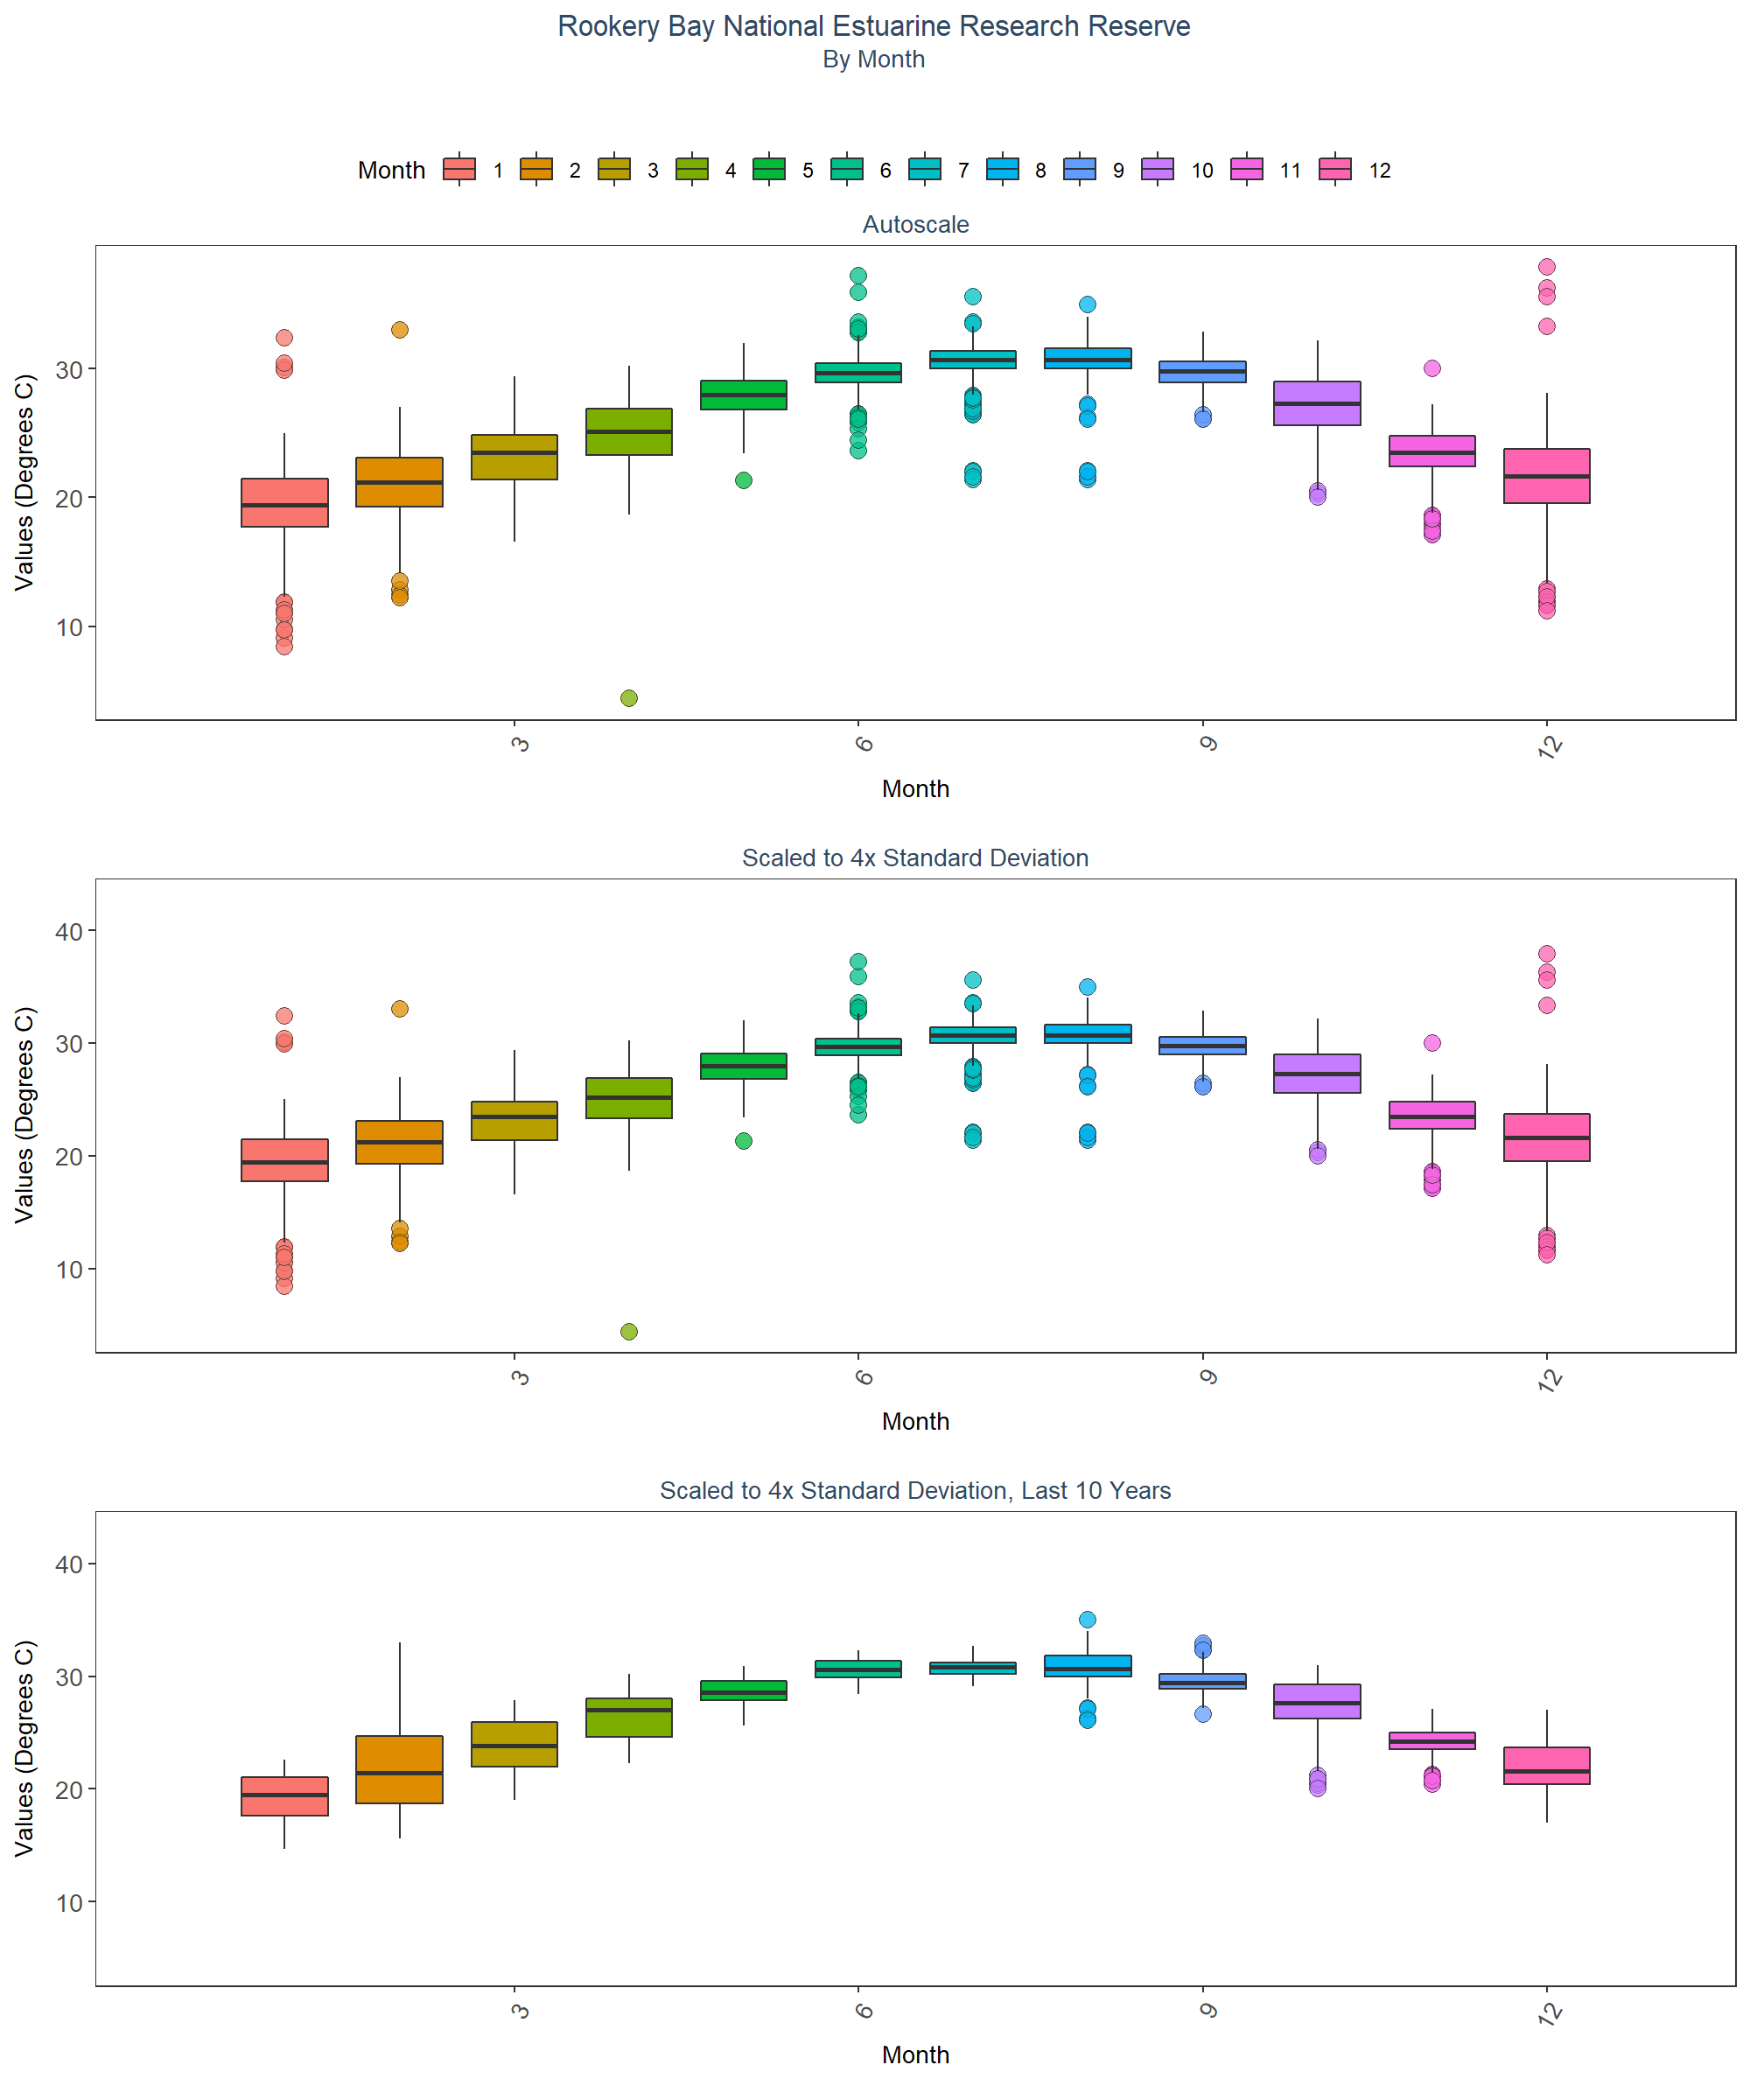 Rookery Bay National Estuarine Research Reserve
By Month
Month 1 2 3 4 5 6 7 8 9 10 11 12
Autoscale
Values (Degrees C)
30
20
10
3 6 9 12
Month
Scaled to 4x Standard Deviation
Values (Degrees C)
40
30
20
10
3 6 9 12
Month
Scaled to 4x Standard Deviation, Last 10 Years
Values (Degrees C)
40
30
20
10
3 6 9 12
Month